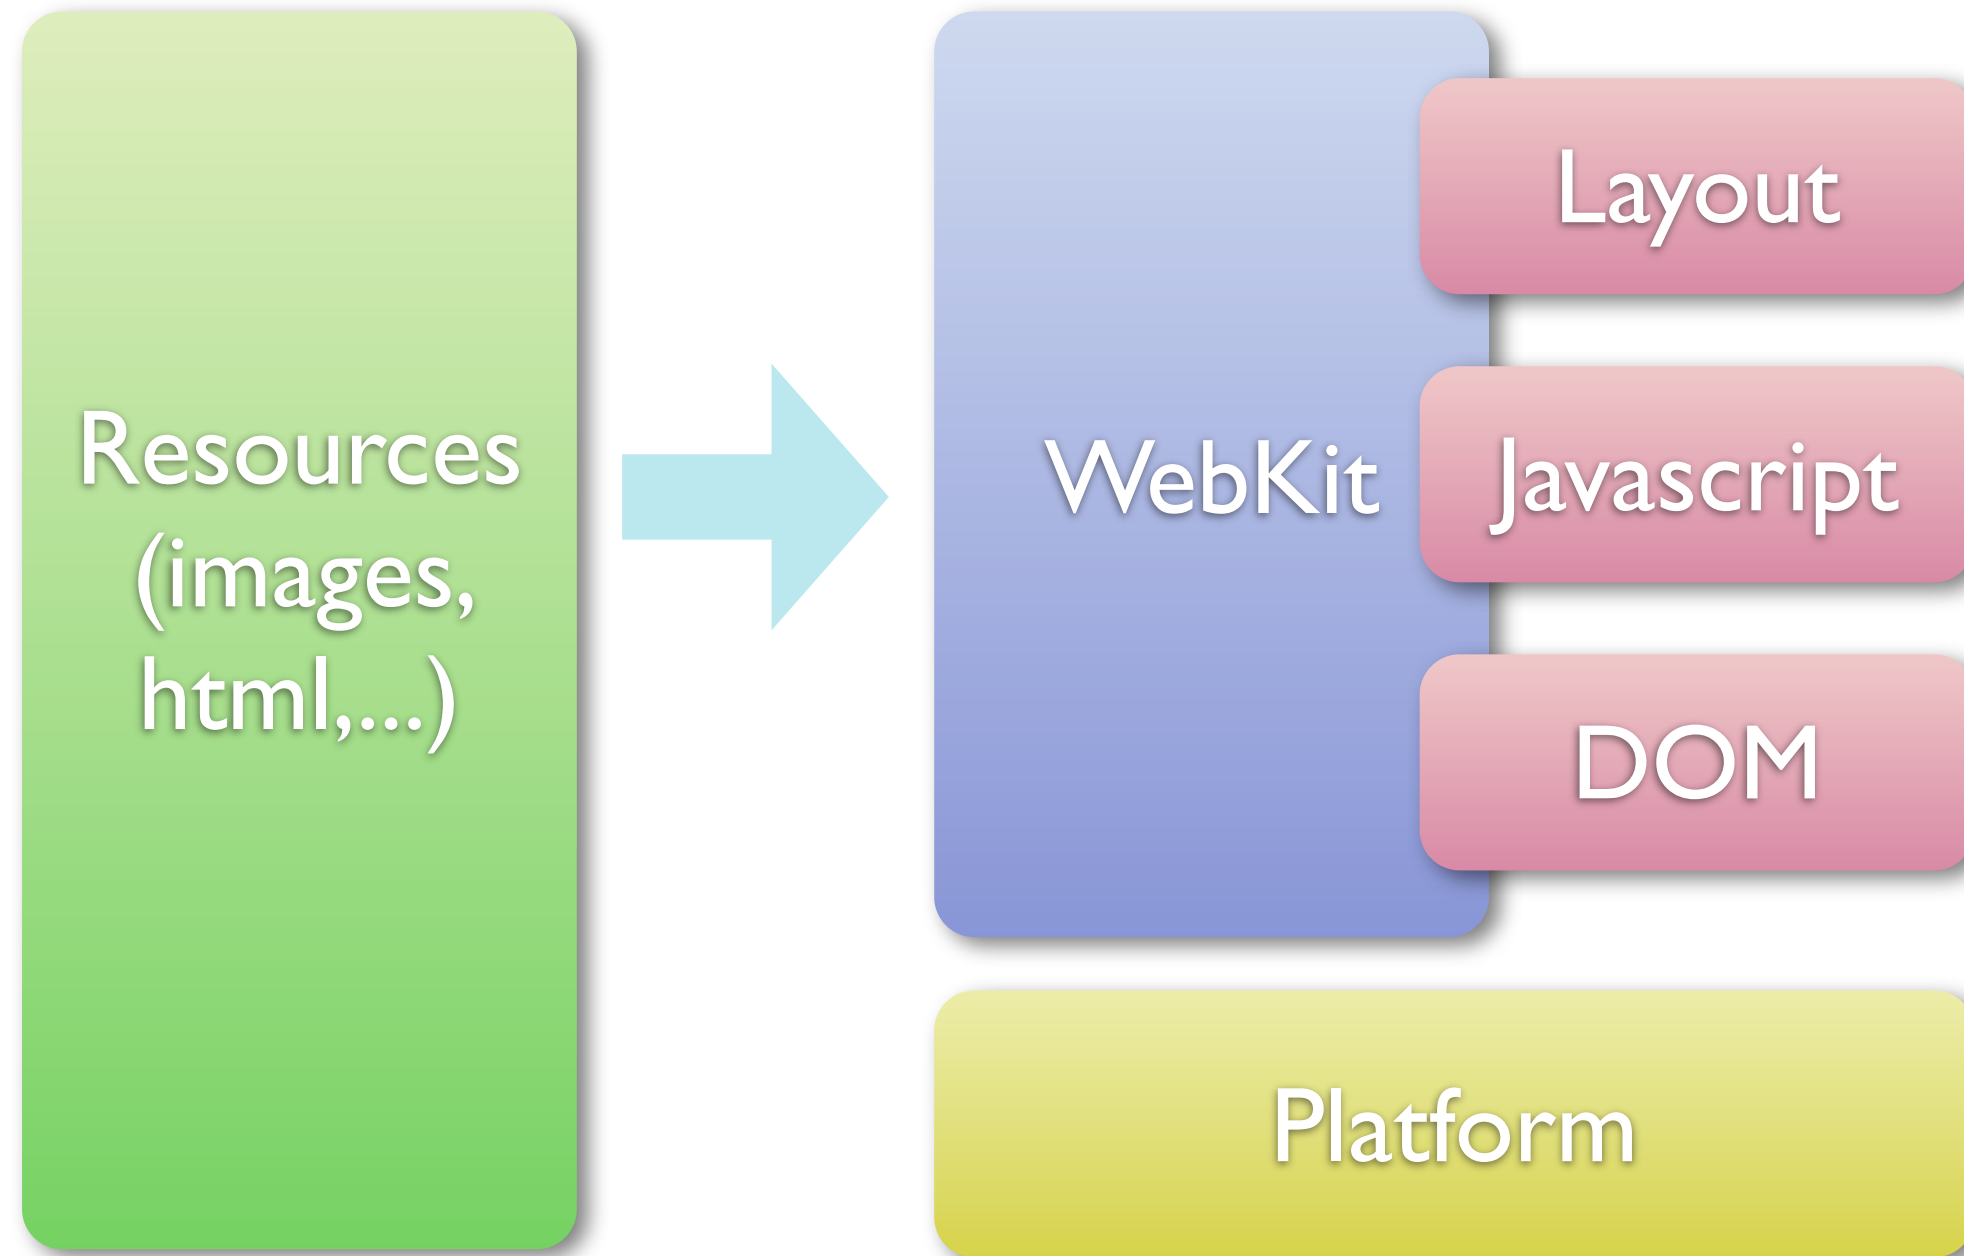 Resources
(images,
html,...)
WebKit
Layout
Javascript
DOM
Platform